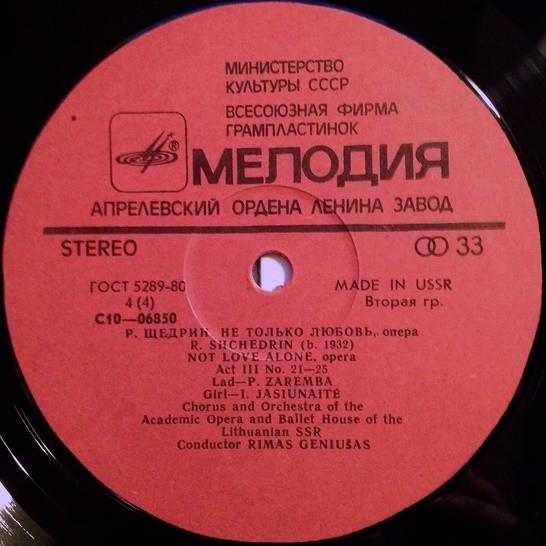 МИНИСТЕРСТВО
КУЛЬТУРЫ СССР
ВСЕСОЮЗНАЯ ФИРМА
ГРАМПЛАСТИНОК
®
МЕЛОДИЯ
АПРЕЛЕВСКИЙ ОРДЕНА ЛЕНИНА ЗАВОД
STEREO 33
ГОСТ 5289-80 MADE IN USSR
4 (4) Вторая гр.
С10—06850
Р. ЩЕДРИН. НЕ ТОЛЬКО ЛЮБОВЬ, опера
R. SHCHEDRIN (b. 1932)
NOT LOVE ALONE, opera
Act III No. 21—25
Lad—P. ZAREMBA
Girl—I. JASIUNAITĖ
Chorus and Orchestra of the
Academic Opera and Ballet House of the
Lithuanian SSR
Conductor RIMAS GENIUŠAS